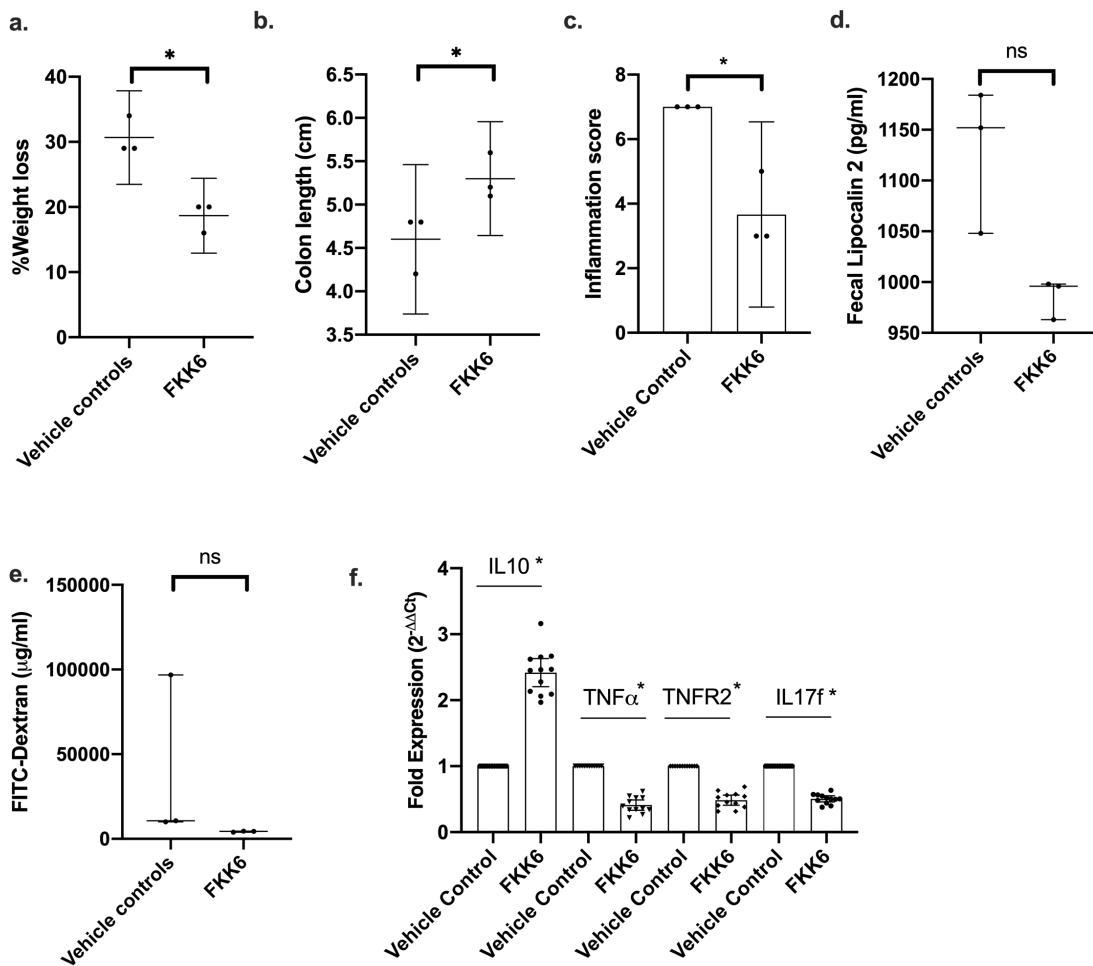 a.
*
%Weight loss
40
30
20
10
0
Vehicle controls
FKK6
b.
*
Colon length (cm)
6.5
6.0
5.5
5.0
4.5
4.0
3.5
Vehicle controls
FKK6
c.
*
Inflammation score
8
6
4
2
0
Vehicle Control
FKK6
d.
ns
Fecal Lipocalin 2 (pg/ml)
1200
1150
1100
1050
1000
950
Vehicle controls
FKK6
e.
ns
FITC-Dextran (μg/ml)
150000
100000
50000
0
Vehicle controls
FKK6
f.
Fold Expression (2^-ΔΔCt)
4
3
2
1
0
IL10 *
TNFα*
TNFR2*
IL17f *
Vehicle Control
FKK6
Vehicle Control
FKK6
Vehicle Control
FKK6
Vehicle Control
FKK6